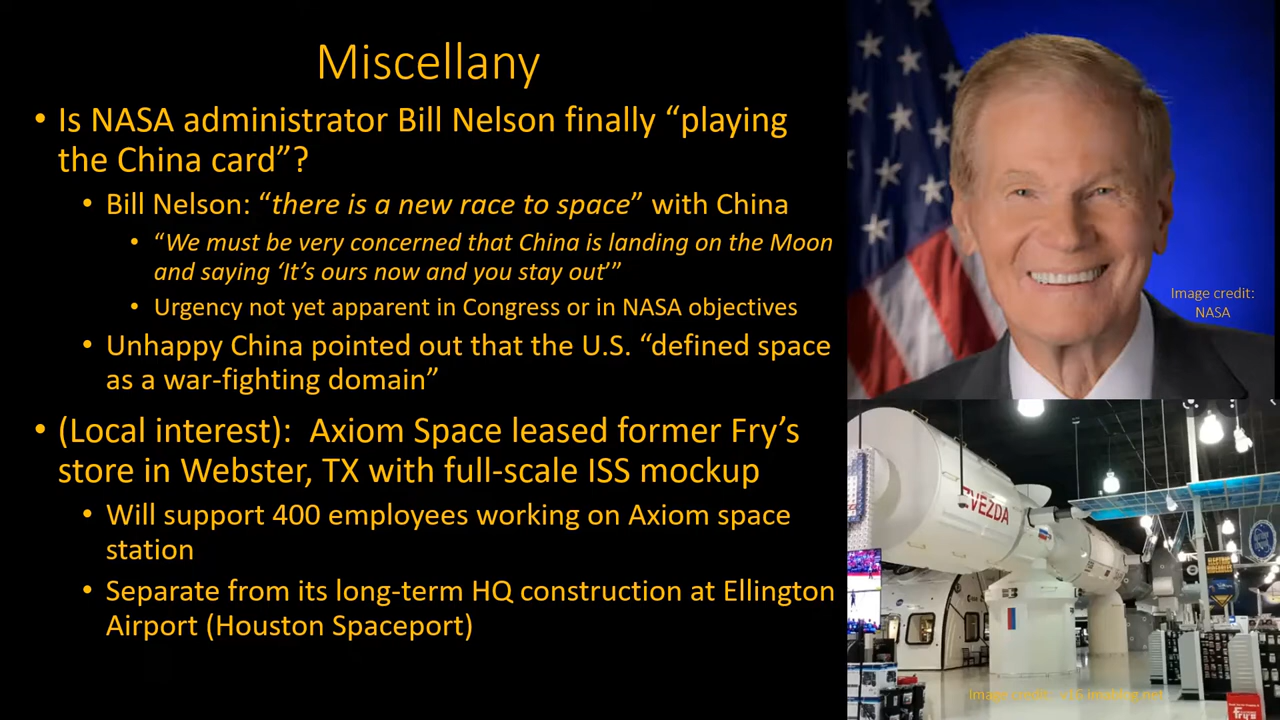 Miscellany
• Is NASA administrator Bill Nelson finally “playing
the China card”?
• Bill Nelson: “there is a new race to space” with China
• “We must be very concerned that China is landing on the Moon
and saying ‘It’s ours now and you stay out’”
• Urgency not yet apparent in Congress or in NASA objectives
• Unhappy China pointed out that the U.S. “defined space
as a war-fighting domain”
• (Local interest): Axiom Space leased former Fry’s
store in Webster, TX with full-scale ISS mockup
• Will support 400 employees working on Axiom space
station
• Separate from its long-term HQ construction at Ellington
Airport (Houston Spaceport)
Image credit:
NASA
ZVEZDA
Image credit: